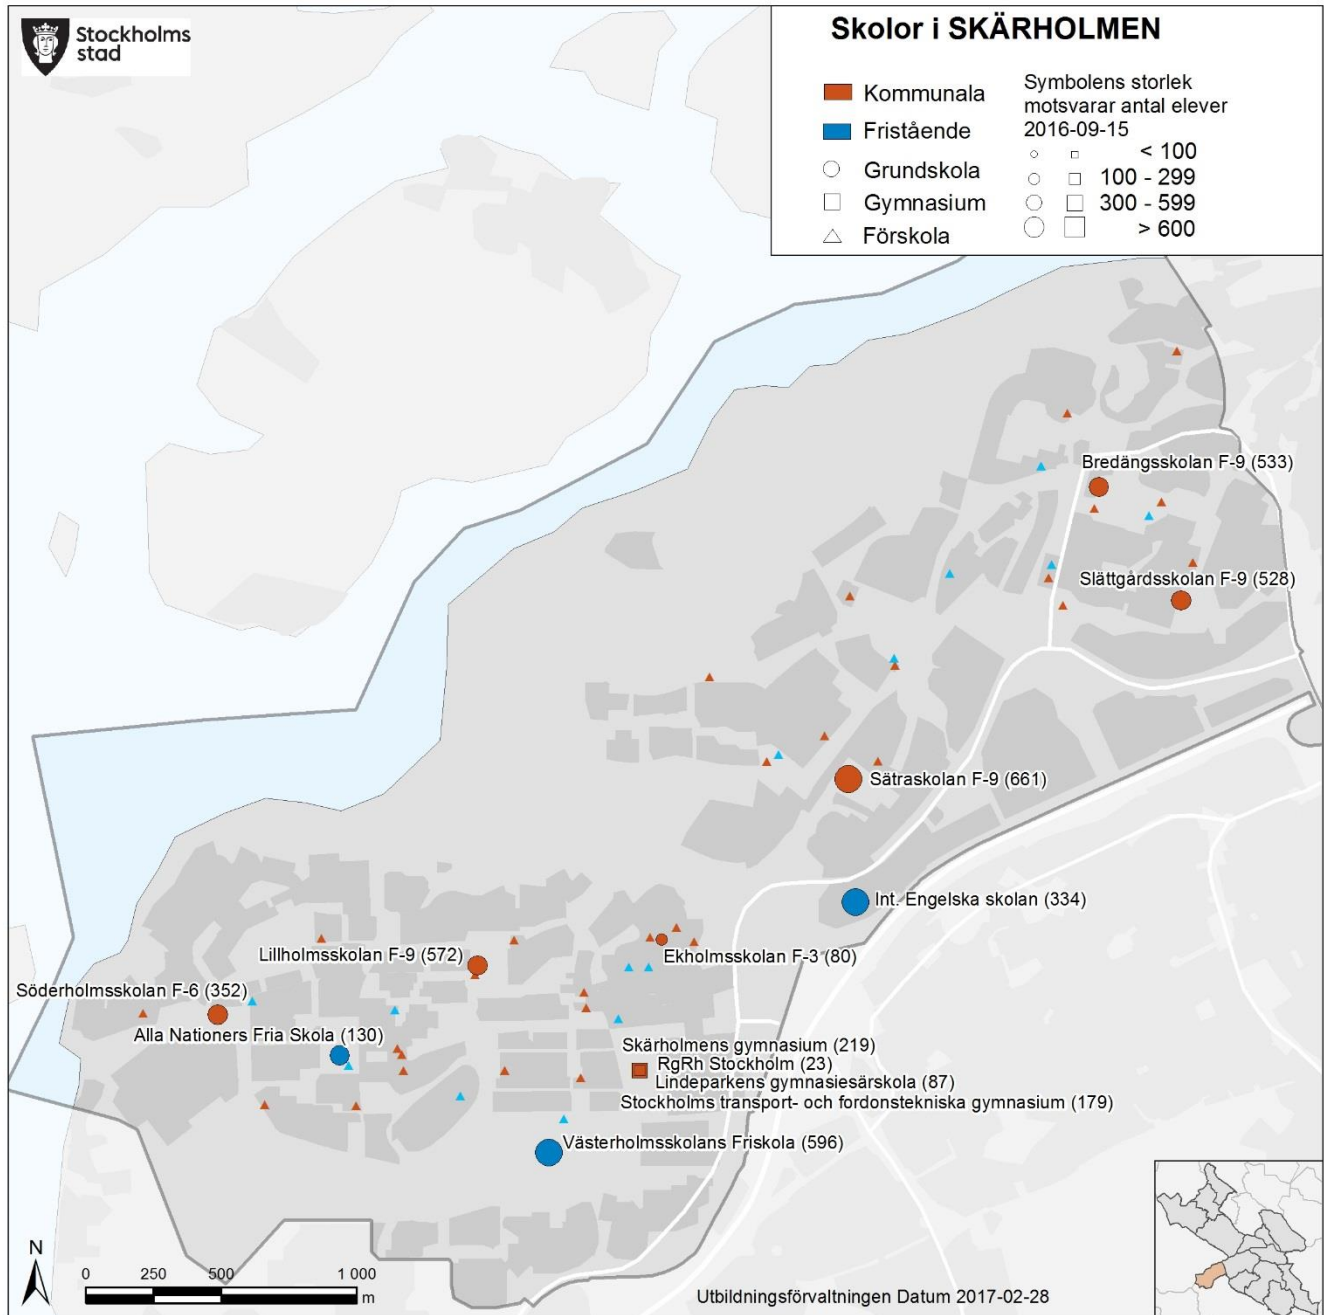 Stockholms
stad
Skolor i SKÄRHOLMEN
Kommunala
Fristående
Grundskola
Gymnasium
Förskola
Symbolens storlek
motsvarar antal elever
2016-09-15
< 100
100 - 299
300 - 599
> 600
Bredängsskolan F-9 (533)
Slättgårdsskolan F-9 (528)
Sätraskolan F-9 (661)
Int. Engelska skolan (334)
Ekholmsskolan F-3 (80)
Lillholmsskolan F-9 (572)
Söderholmsskolan F-6 (352)
Alla Nationers Fria Skola (130)
Skärholmens gymnasium (219)
RgRh Stockholm (23)
Lindeparkens gymnasiesärskola (87)
Stockholms transport- och fordonstekniska gymnasium (179)
Västerholmsskolans Friskola (596)
N
0 250 500 1 000
m
Utbildningsförvaltningen Datum 2017-02-28